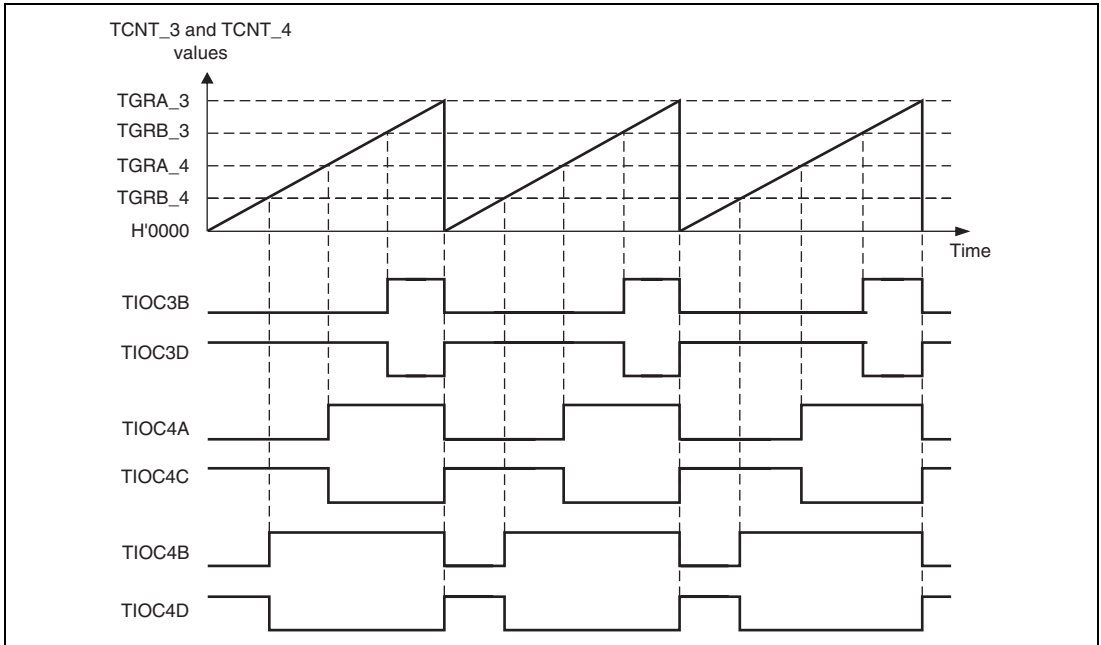 TCNT_3 and TCNT_4
values
TGRA_3
TGRB_3
TGRA_4
TGRB_4
H'0000
Time
TIOC3B
TIOC3D
TIOC4A
TIOC4C
TIOC4B
TIOC4D